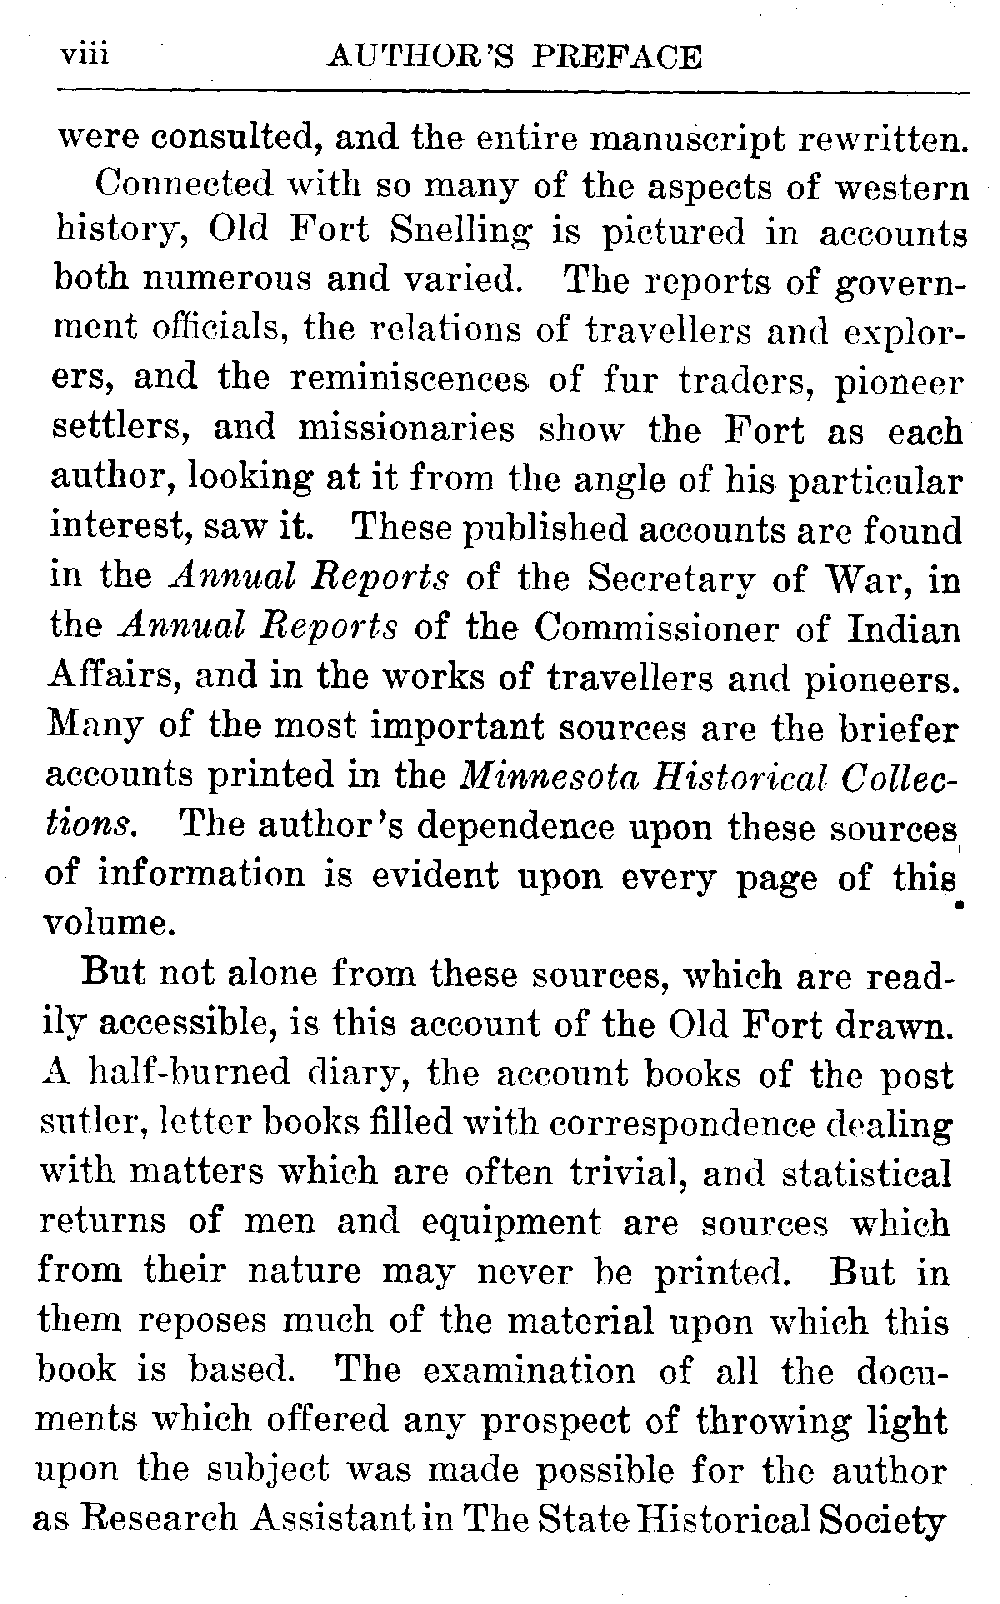 viii AUTHOR'S PREFACE
were consulted, and the entire manuscript rewritten.
Connected with so many of the aspects of western
history, Old Fort Snelling is pictured in accounts
both numerous and varied. The reports of govern-
ment officials, the relations of travellers and explor-
ers, and the reminiscences of fur traders, pioneer
settlers, and missionaries show the Fort as each
author, looking at it from the angle of his particular
interest, saw it. These published accounts are found
in the Annual Reports of the Secretary of War, in
the Annual Reports of the Commissioner of Indian
Affairs, and in the works of travellers and pioneers.
Many of the most important sources are the briefer
accounts printed in the Minnesota Historical Collec-
tions. The author's dependence upon these sources
of information is evident upon every page of this
volume.
But not alone from these sources, which are read-
ily accessible, is this account of the Old Fort drawn.
A half-burned diary, the account books of the post
sutler, letter books filled with correspondence dealing
with matters which are often trivial, and statistical
returns of men and equipment are sources which
from their nature may never be printed. But in
them reposes much of the material upon which this
book is based. The examination of all the docu-
ments which offered any prospect of throwing light
upon the subject was made possible for the author
as Research Assistant in The State Historical Society